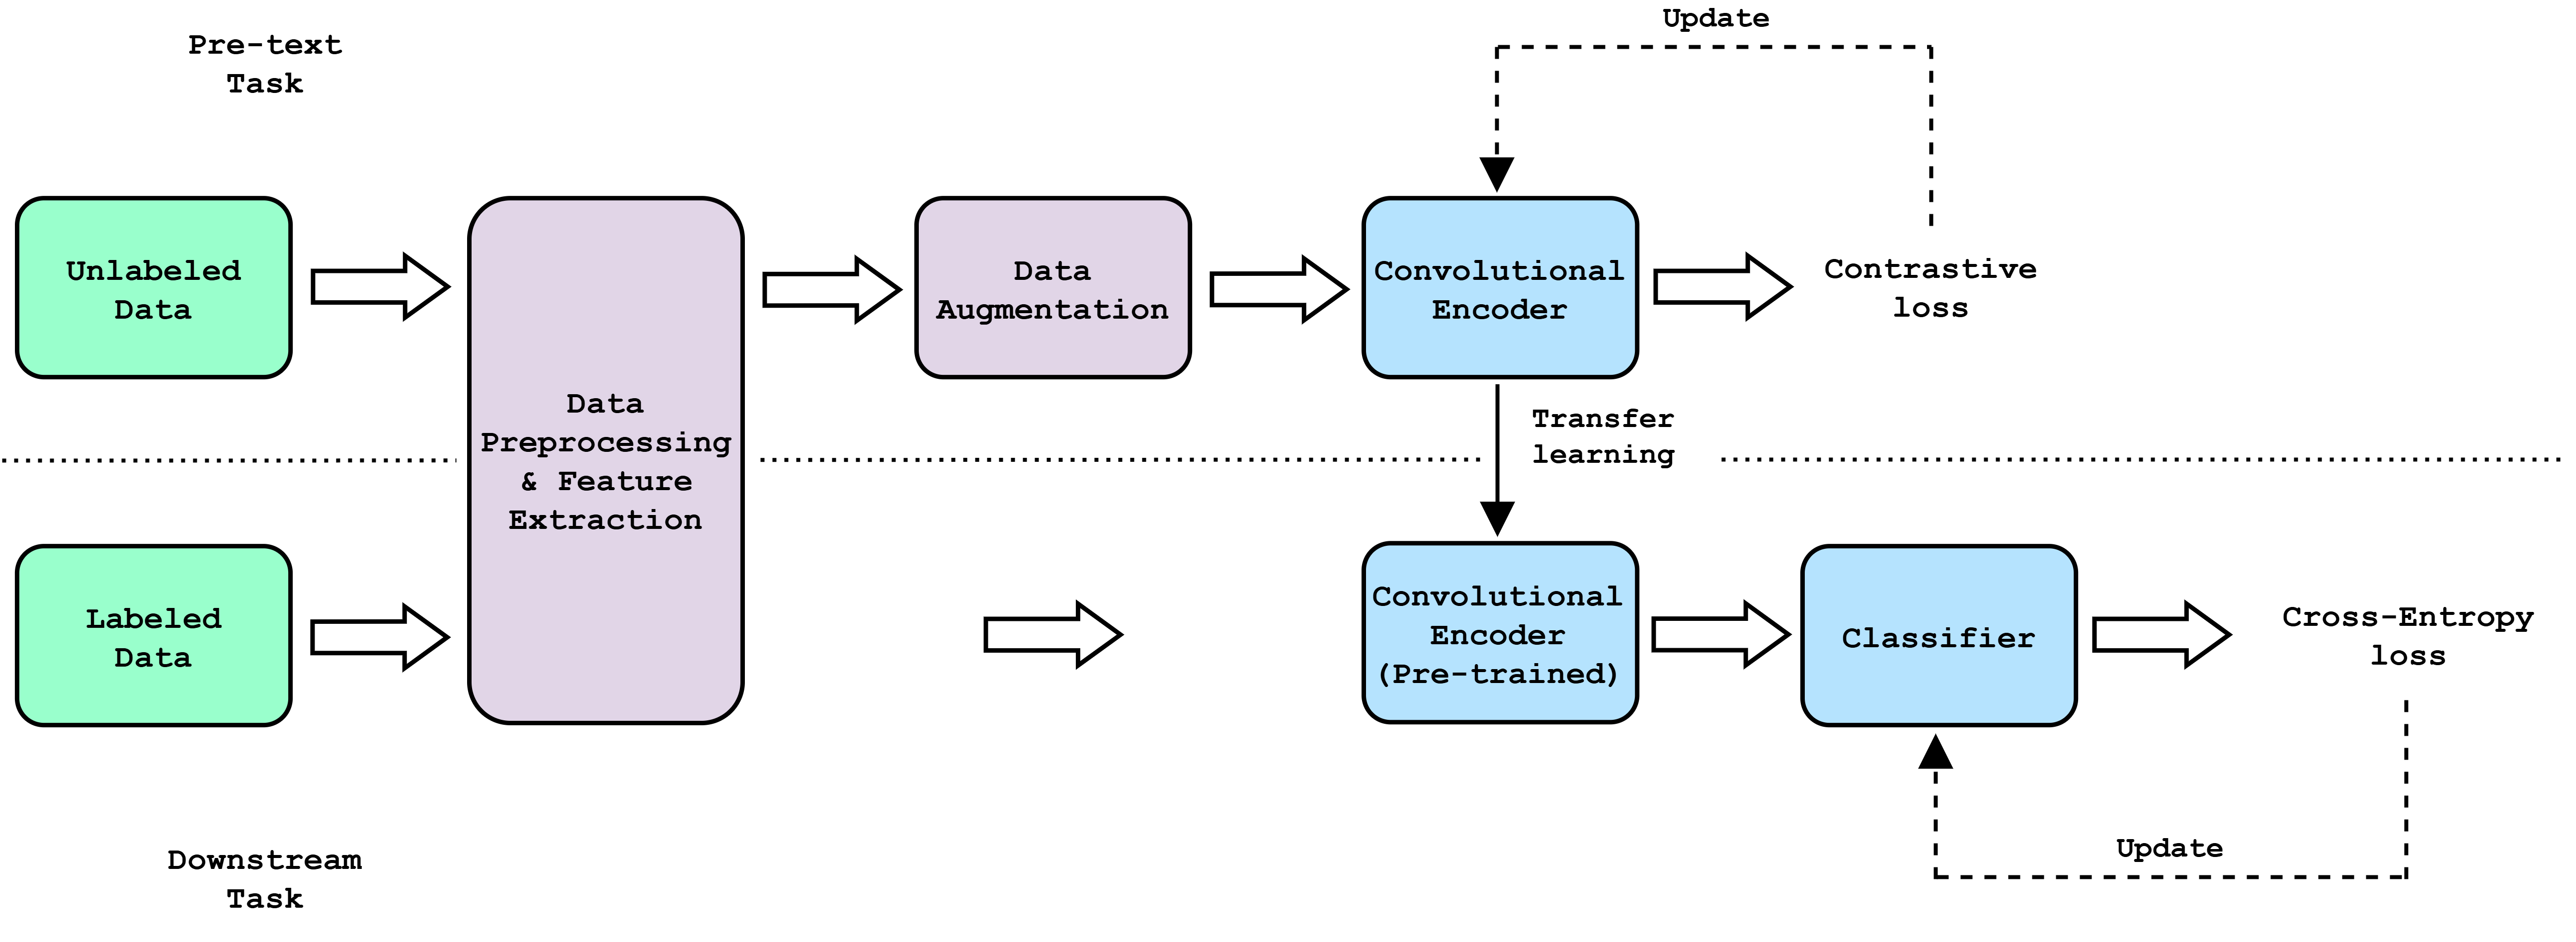 Update
Pre-text
Task
Unlabeled
Data
Data
Augmentation
Convolutional
Encoder
Contrastive
loss
Data
Preprocessing
& Feature
Extraction
Transfer
learning
Labeled
Data
Convolutional
Encoder
(Pre-trained)
Classifier
Cross-Entropy
loss
Update
Downstream
Task